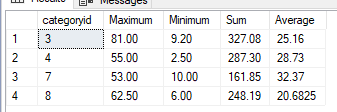 Messages
categoryid Maximum Minimum Sum Average
1 3 81.00 9.20 327.08 25.16
2 4 55.00 2.50 287.30 28.73
3 7 53.00 10.00 161.85 32.37
4 8 62.50 6.00 248.19 20.6825